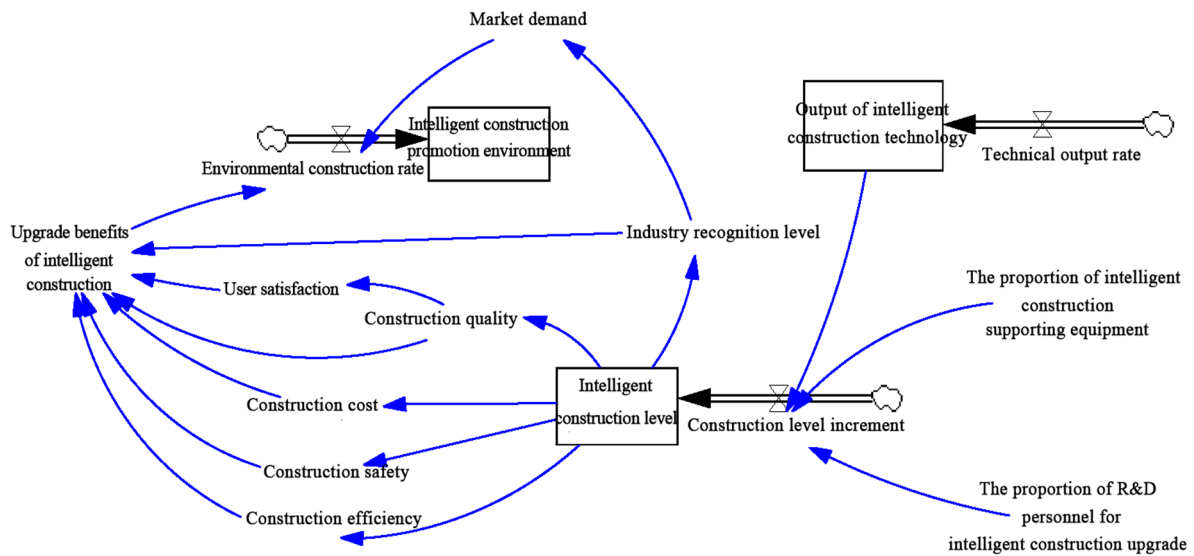 Market demand
Intelligent construction
promotion environment
Environmental construction rate
Output of intelligent
construction technology
Technical output rate
Upgrade benefits
of intelligent
construction
Industry recognition level
User satisfaction
Construction quality
The proportion of intelligent
construction
supporting equipment
Intelligent
construction level
Construction level increment
Construction cost
Construction safety
Construction efficiency
The proportion of R&D
personnel for
intelligent construction upgrade